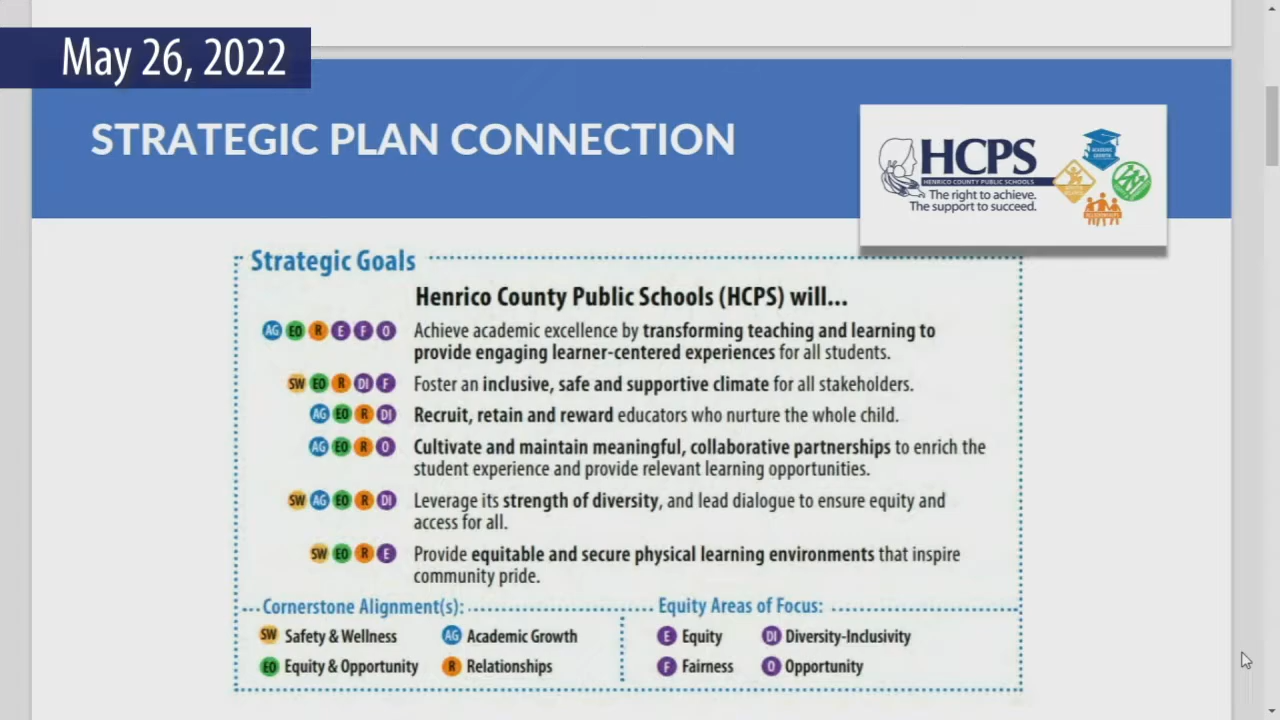 May 26, 2022
STRATEGIC PLAN CONNECTION
HCPS
HENRICO COUNTY PUBLIC SCHOOLS
The right to achieve.
The support to succeed.
ACADEMIC GROWTH
RELATIONSHIPS
Strategic Goals
Henrico County Public Schools (HCPS) will...
AG EO R E F O Achieve academic excellence by transforming teaching and learning to
provide engaging learner-centered experiences for all students.
SW EO R DI F Foster an inclusive, safe and supportive climate for all stakeholders.
AG EO R DI Recruit, retain and reward educators who nurture the whole child.
AG EO R O Cultivate and maintain meaningful, collaborative partnerships to enrich the
student experience and provide relevant learning opportunities.
SW AG EO R DI Leverage its strength of diversity, and lead dialogue to ensure equity and
access for all.
SW EO R E Provide equitable and secure physical learning environments that inspire
community pride.
Cornerstone Alignment(s): Equity Areas of Focus:
SW Safety & Wellness AG Academic Growth E Equity DI Diversity-Inclusivity
EO Equity & Opportunity R Relationships F Fairness O Opportunity